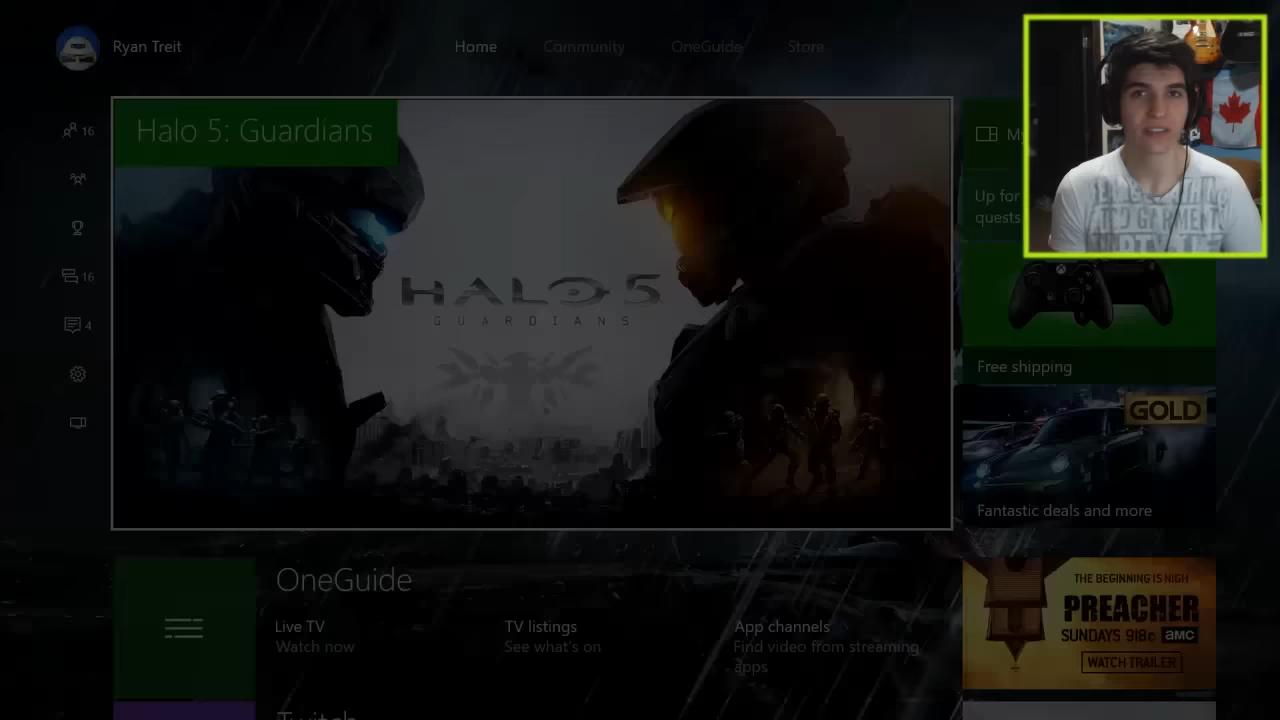 Ryan Treit
Home
Community
OneGuide
Store
16
Halo 5: Guardians
HALO 5
GUARDIANS
Up for
quests
16
4
Free shipping
GOLD
Fantastic deals and more
OneGuide
Live TV
Watch now
TV listings
See what's on
App channels
Find video from streaming
apps
THE BEGINNING IS NIGH
PREACHER
SUNDAYS 9|8c amc
WATCH TRAILER
Twitch